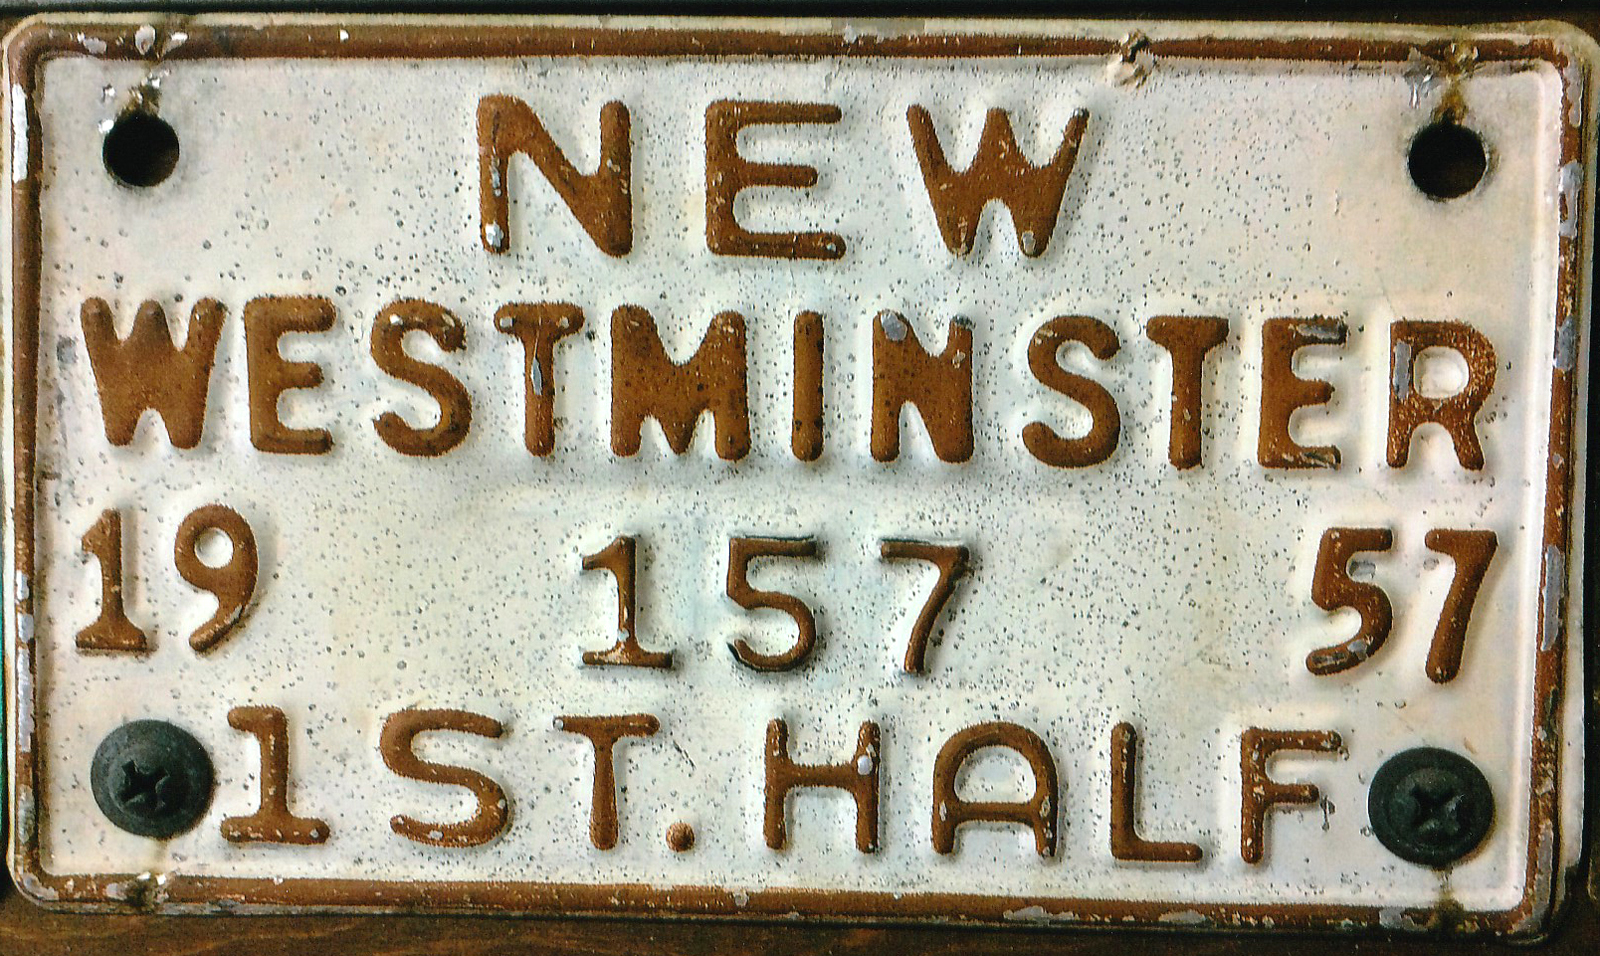 NEW
WESTMINSTER
19 157 57
1ST. HALF